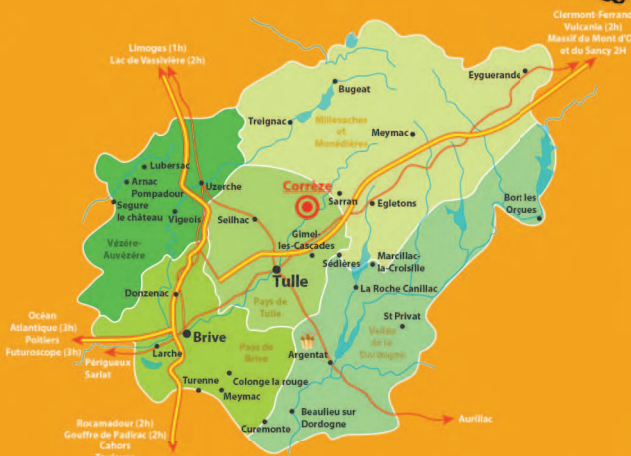 Clermont-Ferrand
Vulcania (2h)
Massif du Mont d'O
et du Sancy 2H
Limoges (1h)
Lac de Vassivière (2h)
Eyguerande
Bugeat
Treignac
Millevaches
et
Monédières
Meymac
Lubersac
Arnac
Pompadour
Uzerche
Segure
le château
Vigeois
Corrèze
Sarran
Egletons
Bort les
Orgues
Seilhac
Gimel-
les-Cascades
Vézère-
Auvézère
Sédières
Marcillac-
la-Croisille
Tulle
La Roche Canillac
Donzenac
Pays de
Tulle
St Privat
Vallée
de la
Dordogne
Océan
Atlantique (3h)
Poitiers
Futuroscope (3h)
Brive
Pays de
Brive
Larche
Périgueux
Sarlat
Argentat
Turenne
Colonge la rouge
Meymac
Beaulieu sur
Dordogne
Aurillac
Curemonte
Rocamadour (2h)
Gouffre de Padirac (2h)
Cahors